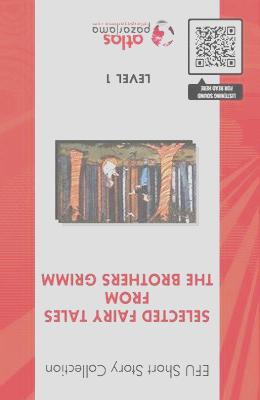 EFU Short Story Collection
SELECTED FAIRY TALES
FROM
THE BROTHERS GRIMM
LEVEL 1
LISTENING SOUND
FOR READ HERE
atlas
pazarlama